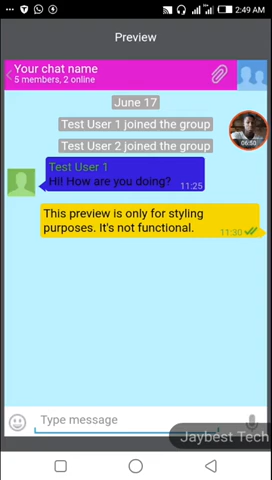 2:49 AM
Preview
Your chat name
5 members, 2 online
June 17
Test User 1 joined the group
Test User 2 joined the group
06:50
Test User 1
Hi! How are you doing?
11:25
This preview is only for styling
purposes. It's not functional.
11:30
Type message
Jaybest Tech